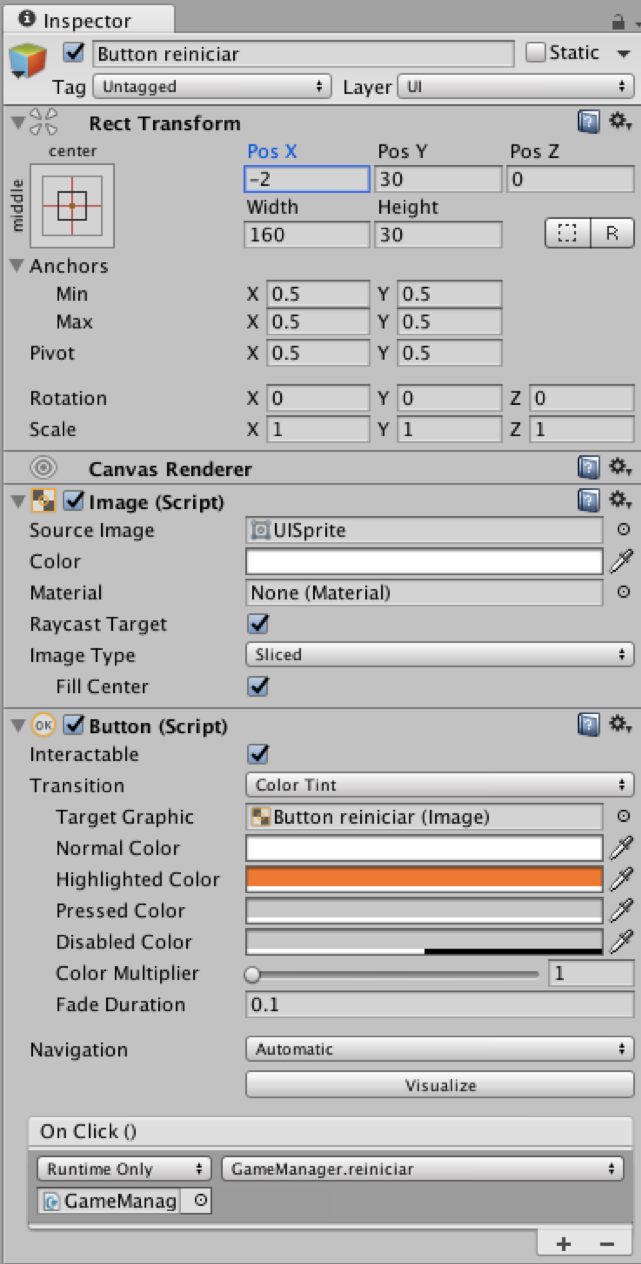 Inspector
Button reiniciar Static
Tag Untagged Layer UI
Rect Transform
center Pos X Pos Y Pos Z
middle -2 30 0
Width Height
160 30 R
Anchors
Min X 0.5 Y 0.5
Max X 0.5 Y 0.5
Pivot X 0.5 Y 0.5
Rotation X 0 Y 0 Z 0
Scale X 1 Y 1 Z 1
Canvas Renderer
Image (Script)
Source Image UISprite
Color
Material None (Material)
Raycast Target
Image Type Sliced
Fill Center
OK Button (Script)
Interactable
Transition Color Tint
Target Graphic Button reiniciar (Image)
Normal Color
Highlighted Color
Pressed Color
Disabled Color
Color Multiplier 1
Fade Duration 0.1
Navigation Automatic
Visualize
On Click ()
Runtime Only GameManager.reiniciar
GameManag
+ −